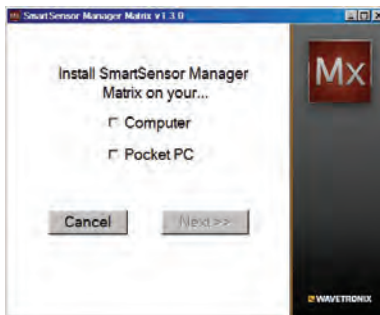 SmartSensor Manager Matrix v1.3.0
Install SmartSensor Manager
Matrix on your...
Computer
Pocket PC
Cancel
Next >>
Mx
WAVETRONIX